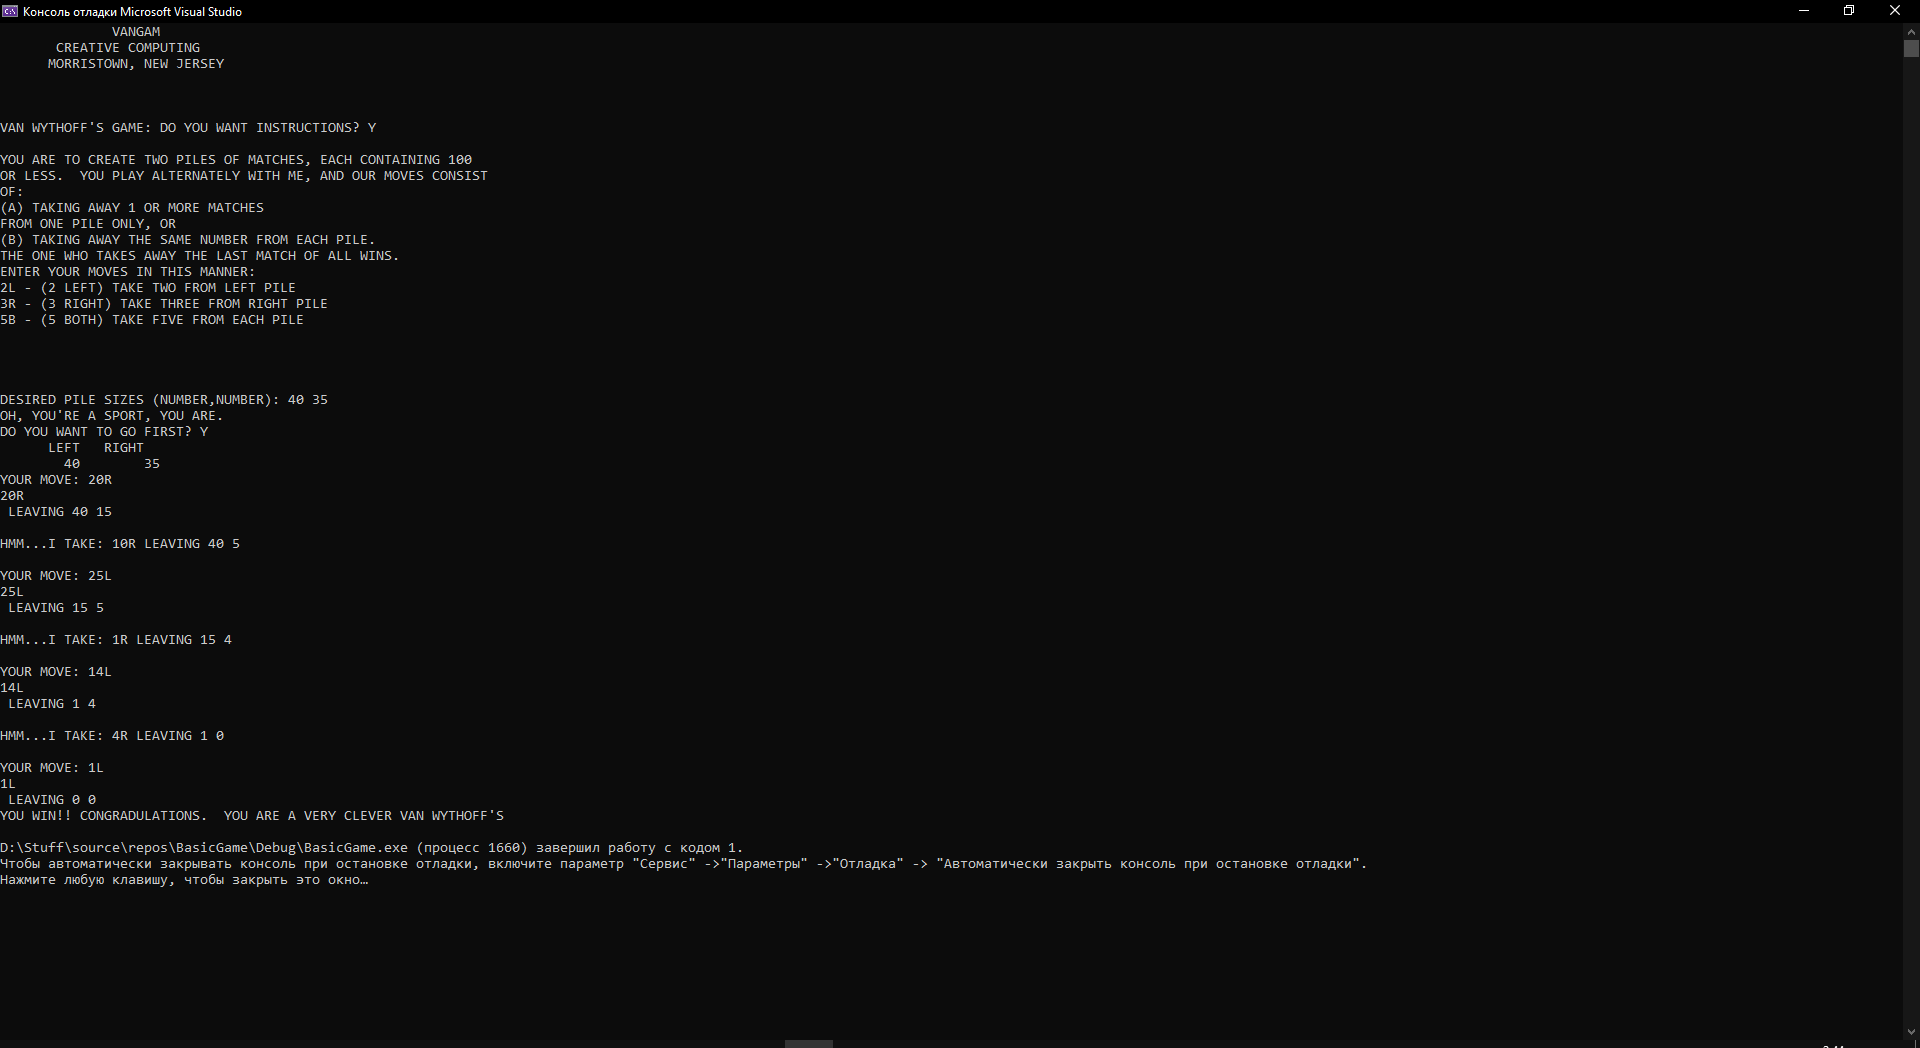 Консоль отладки Microsoft Visual Studio
VANGAM
CREATIVE COMPUTING
MORRISTOWN, NEW JERSEY
VAN WYTHOFF'S GAME: DO YOU WANT INSTRUCTIONS? Y
YOU ARE TO CREATE TWO PILES OF MATCHES, EACH CONTAINING 100
OR LESS.  YOU PLAY ALTERNATELY WITH ME, AND OUR MOVES CONSIST
OF:
(A) TAKING AWAY 1 OR MORE MATCHES
FROM ONE PILE ONLY, OR
(B) TAKING AWAY THE SAME NUMBER FROM EACH PILE.
THE ONE WHO TAKES AWAY THE LAST MATCH OF ALL WINS.
ENTER YOUR MOVES IN THIS MANNER:
2L - (2 LEFT) TAKE TWO FROM LEFT PILE
3R - (3 RIGHT) TAKE THREE FROM RIGHT PILE
5B - (5 BOTH) TAKE FIVE FROM EACH PILE
DESIRED PILE SIZES (NUMBER,NUMBER): 40 35
OH, YOU'RE A SPORT, YOU ARE.
DO YOU WANT TO GO FIRST? Y
LEFT   RIGHT
40        35
YOUR MOVE: 20R
20R
LEAVING 40 15
HMM...I TAKE: 10R LEAVING 40 5
YOUR MOVE: 25L
25L
LEAVING 15 5
HMM...I TAKE: 1R LEAVING 15 4
YOUR MOVE: 14L
14L
LEAVING 1 4
HMM...I TAKE: 4R LEAVING 1 0
YOUR MOVE: 1L
1L
LEAVING 0 0
YOU WIN!! CONGRADULATIONS.  YOU ARE A VERY CLEVER VAN WYTHOFF'S
D:\Stuff\source\repos\BasicGame\Debug\BasicGame.exe (процесс 1660) завершил работу с кодом 1.
Чтобы автоматически закрывать консоль при остановке отладки, включите параметр "Сервис" ->"Параметры" ->"Отладка" -> "Автоматически закрыть консоль при остановке отладки".
Нажмите любую клавишу, чтобы закрыть это окно…